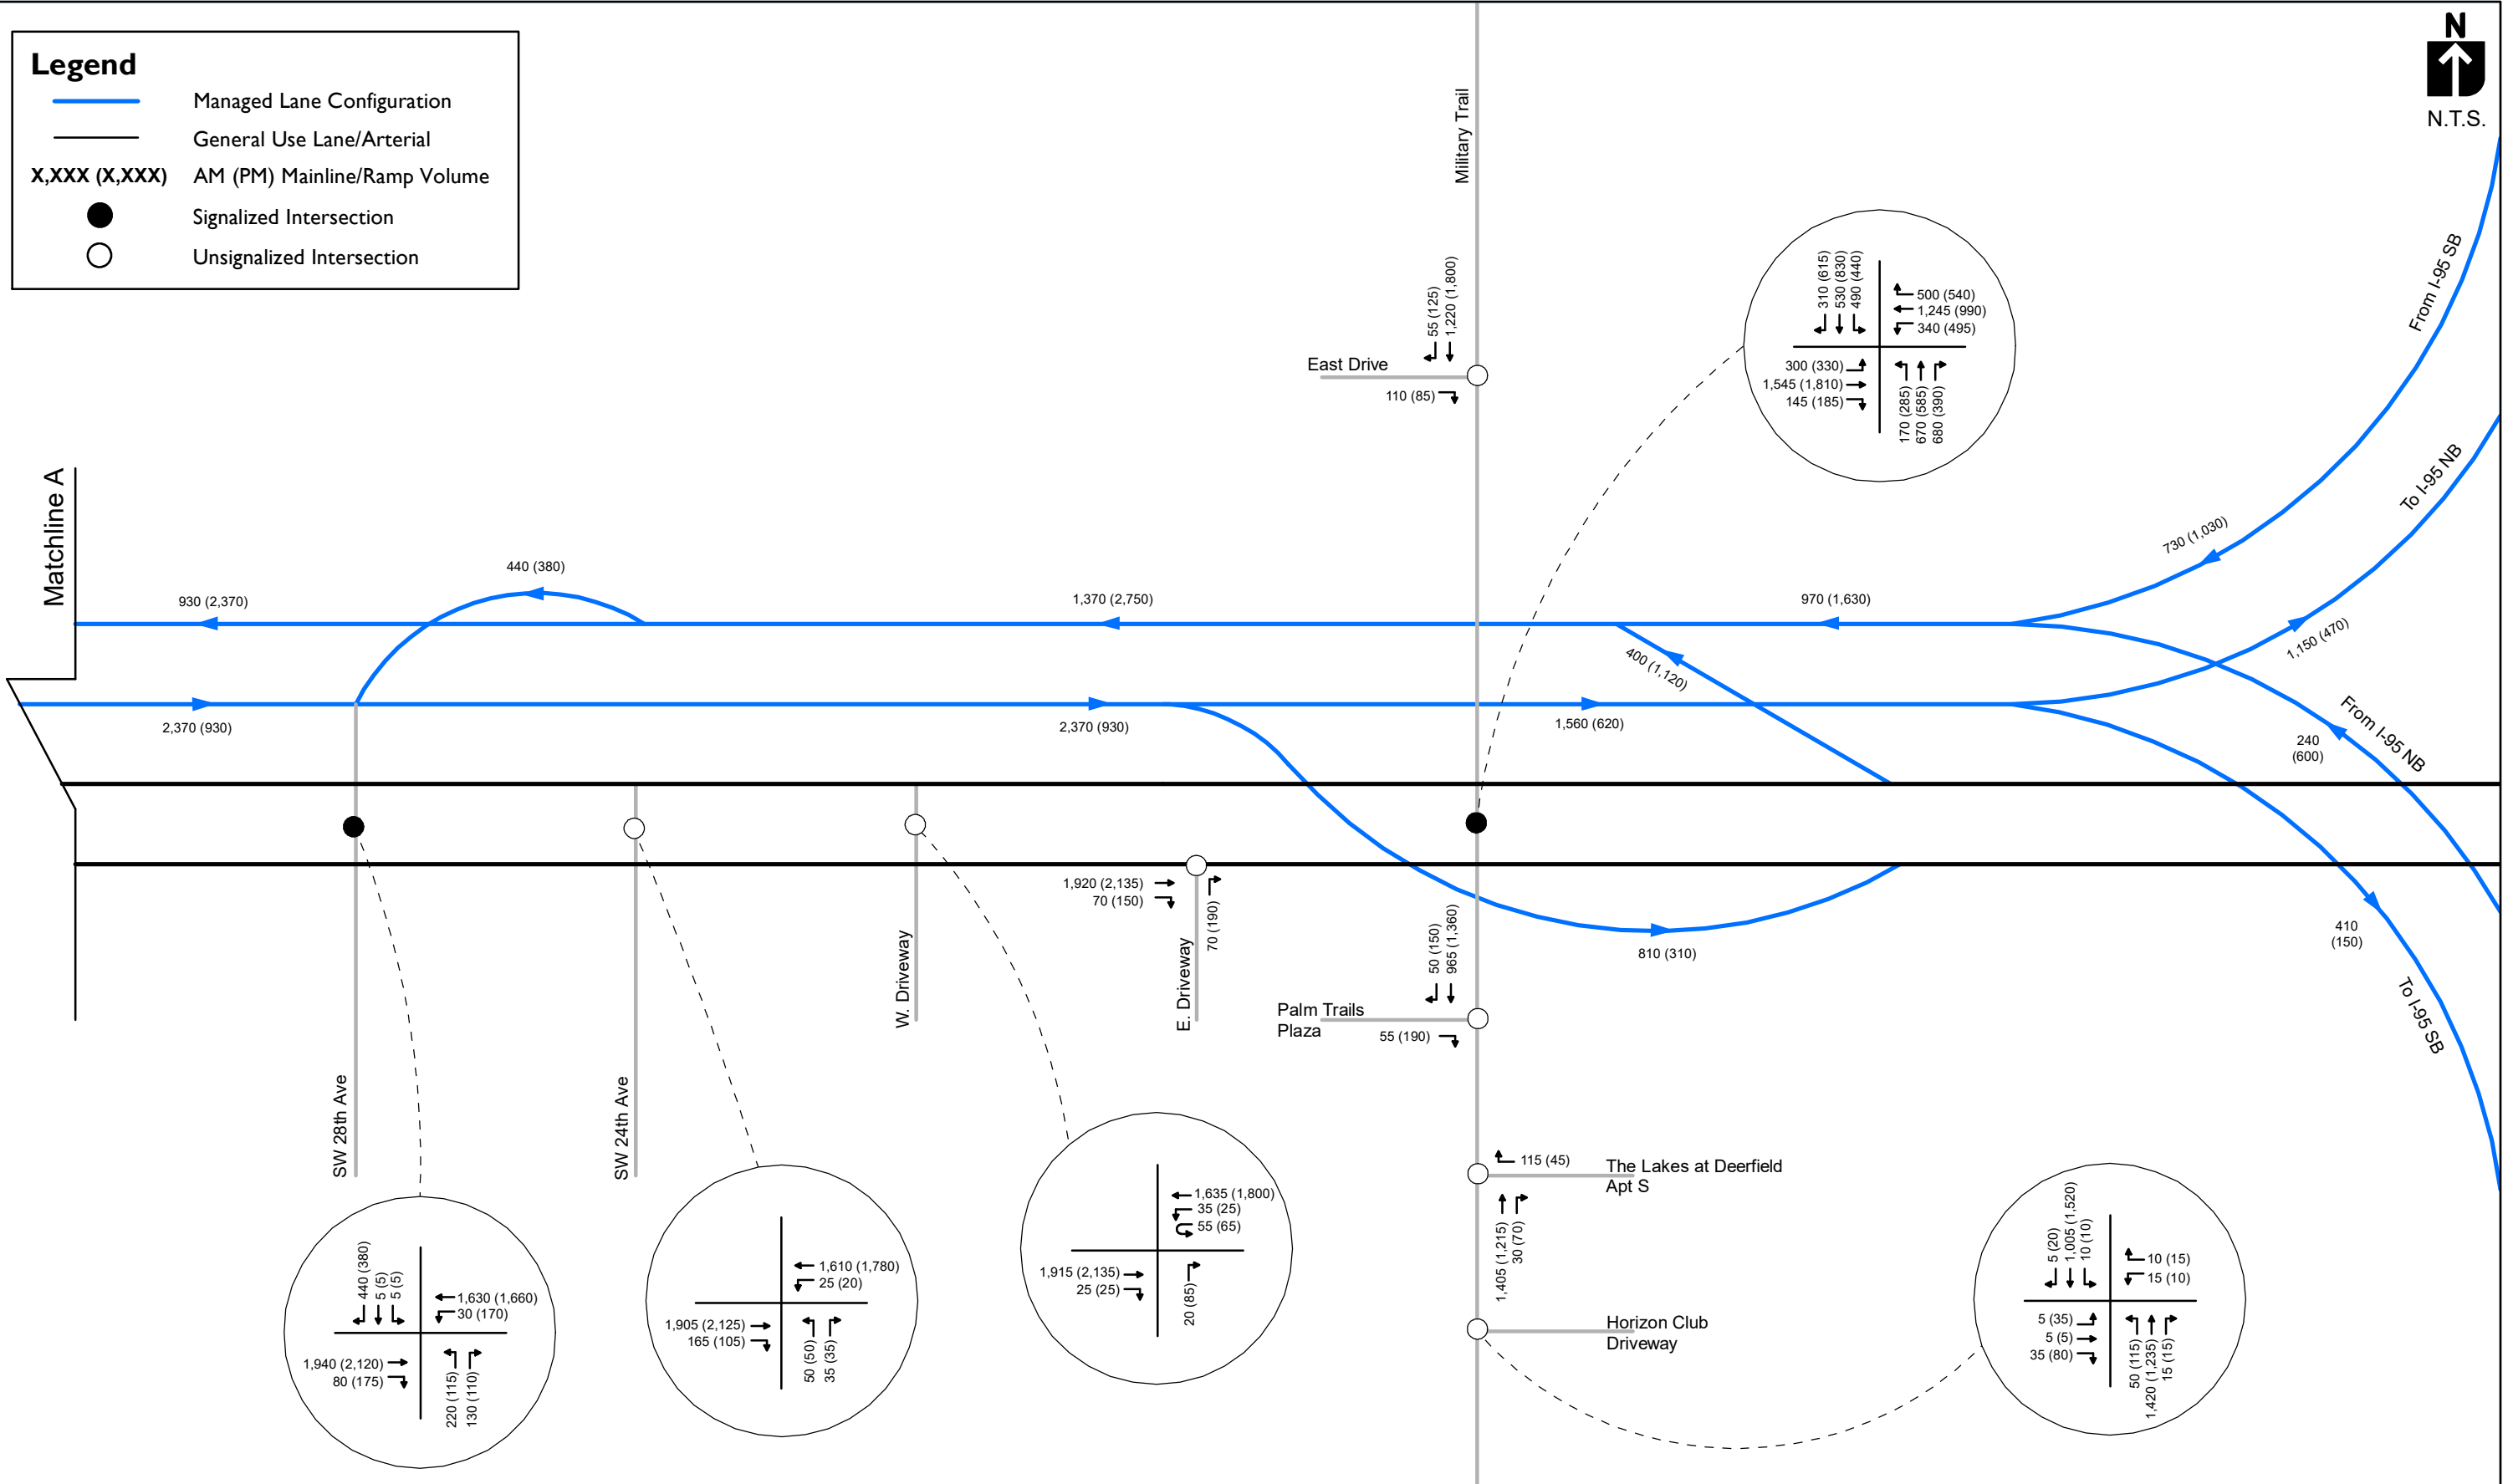 Legend
Managed Lane Configuration
General Use Lane/Arterial
X,XXX (X,XXX) AM (PM) Mainline/Ramp Volume
Signalized Intersection
Unsignalized Intersection
N
N.T.S.
Military Trail
55 (125)
1,220 (1,800)
East Drive
110 (85)
310 (615)
530 (830)
490 (440)
500 (540)
1,245 (990)
340 (495)
300 (330)
1,545 (1,810)
145 (185)
170 (285)
670 (585)
680 (390)
From I-95 SB
To I-95 NB
730 (1,030)
1,150 (470)
Matchline A
930 (2,370)
440 (380)
1,370 (2,750)
970 (1,630)
400 (1,120)
2,370 (930)
2,370 (930)
1,560 (620)
From I-95 NB
240
(600)
410
(150)
To I-95 SB
1,920 (2,135)
70 (150)
70 (190)
W. Driveway
E. Driveway
810 (310)
50 (150)
965 (1,360)
Palm Trails
Plaza
55 (190)
SW 28th Ave
SW 24th Ave
115 (45)
The Lakes at Deerfield
Apt S
1,405 (1,215)
30 (70)
Horizon Club
Driveway
440 (380)
5 (5)
5 (5)
1,630 (1,660)
30 (170)
1,940 (2,120)
80 (175)
220 (115)
130 (110)
1,610 (1,780)
25 (20)
1,905 (2,125)
165 (105)
50 (50)
35 (35)
1,635 (1,800)
35 (25)
55 (65)
1,915 (2,135)
25 (25)
20 (85)
5 (20)
1,005 (1,520)
10 (10)
10 (15)
15 (10)
5 (35)
5 (5)
35 (80)
50 (115)
1,420 (1,235)
15 (15)